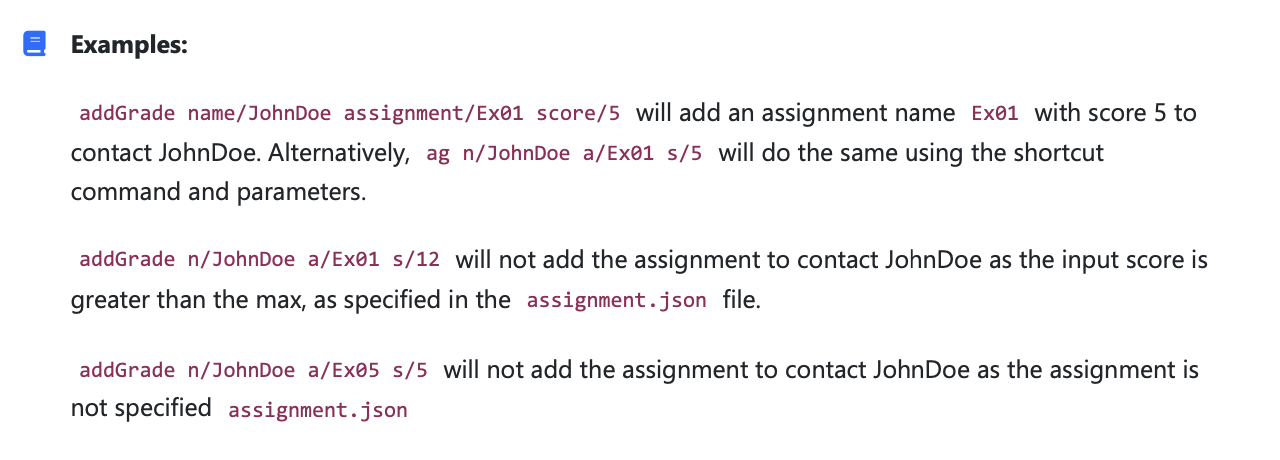 Examples:
addGrade name/JohnDoe assignment/Ex01 score/5 will add an assignment name Ex01 with score 5 to
contact JohnDoe. Alternatively, ag n/JohnDoe a/Ex01 s/5 will do the same using the shortcut
command and parameters.
addGrade n/JohnDoe a/Ex01 s/12 will not add the assignment to contact JohnDoe as the input score is
greater than the max, as specified in the assignment.json file.
addGrade n/JohnDoe a/Ex05 s/5 will not add the assignment to contact JohnDoe as the assignment is
not specified assignment.json